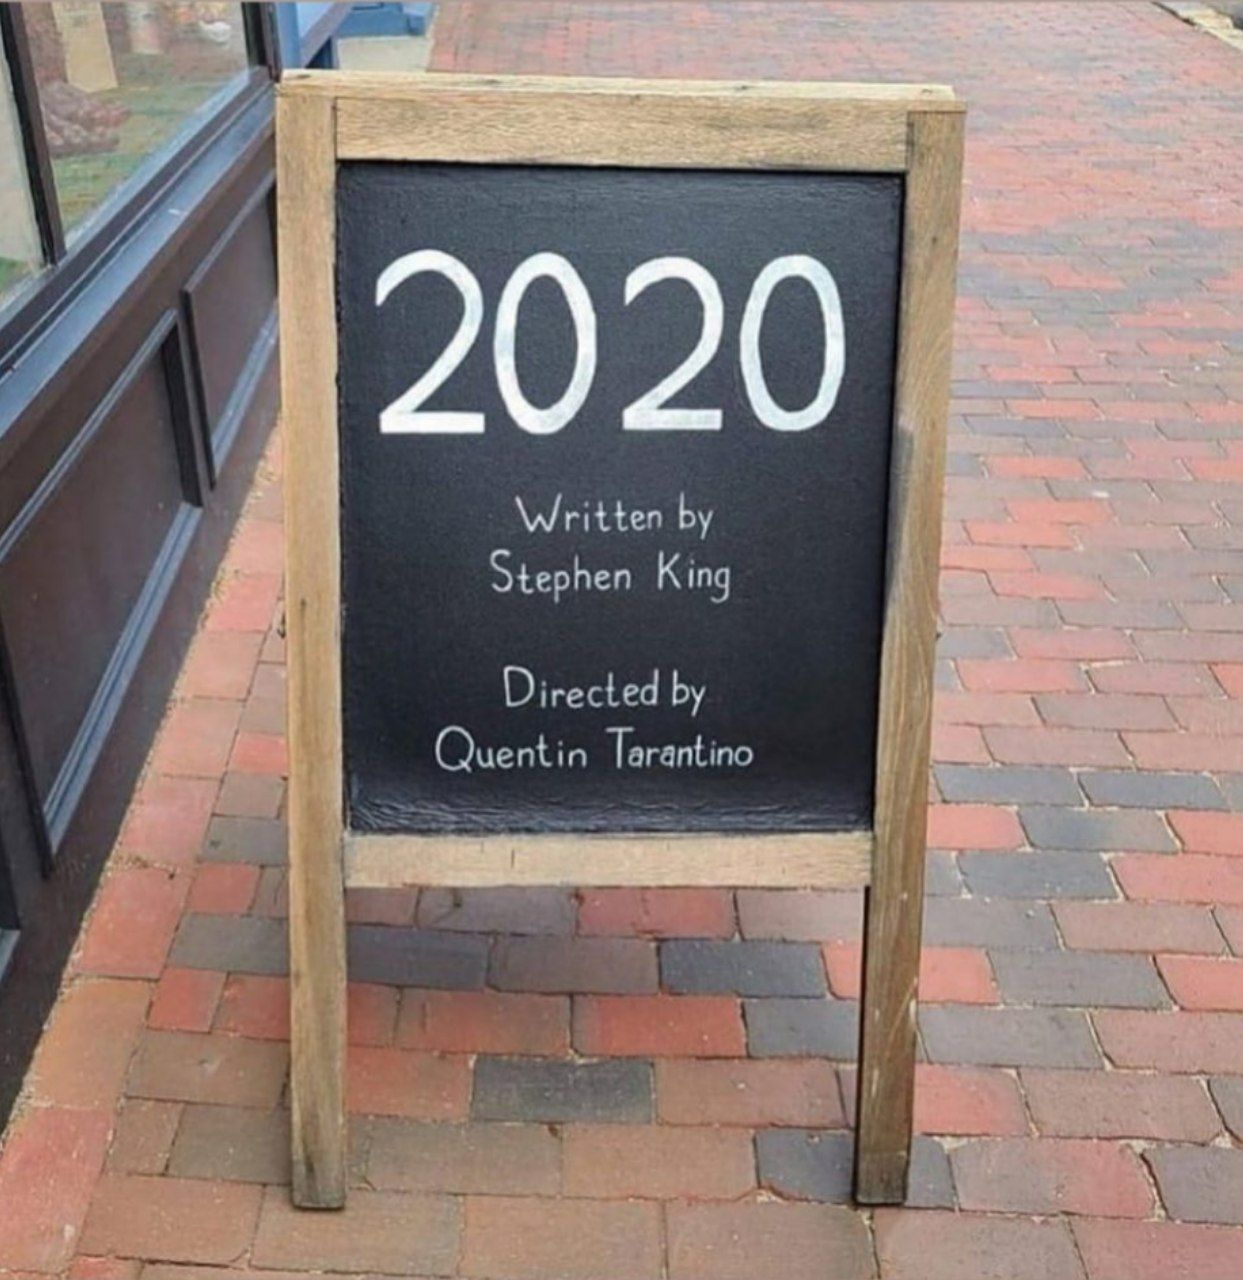 2020
Written by
Stephen King
Directed by
Quentin Tarantino